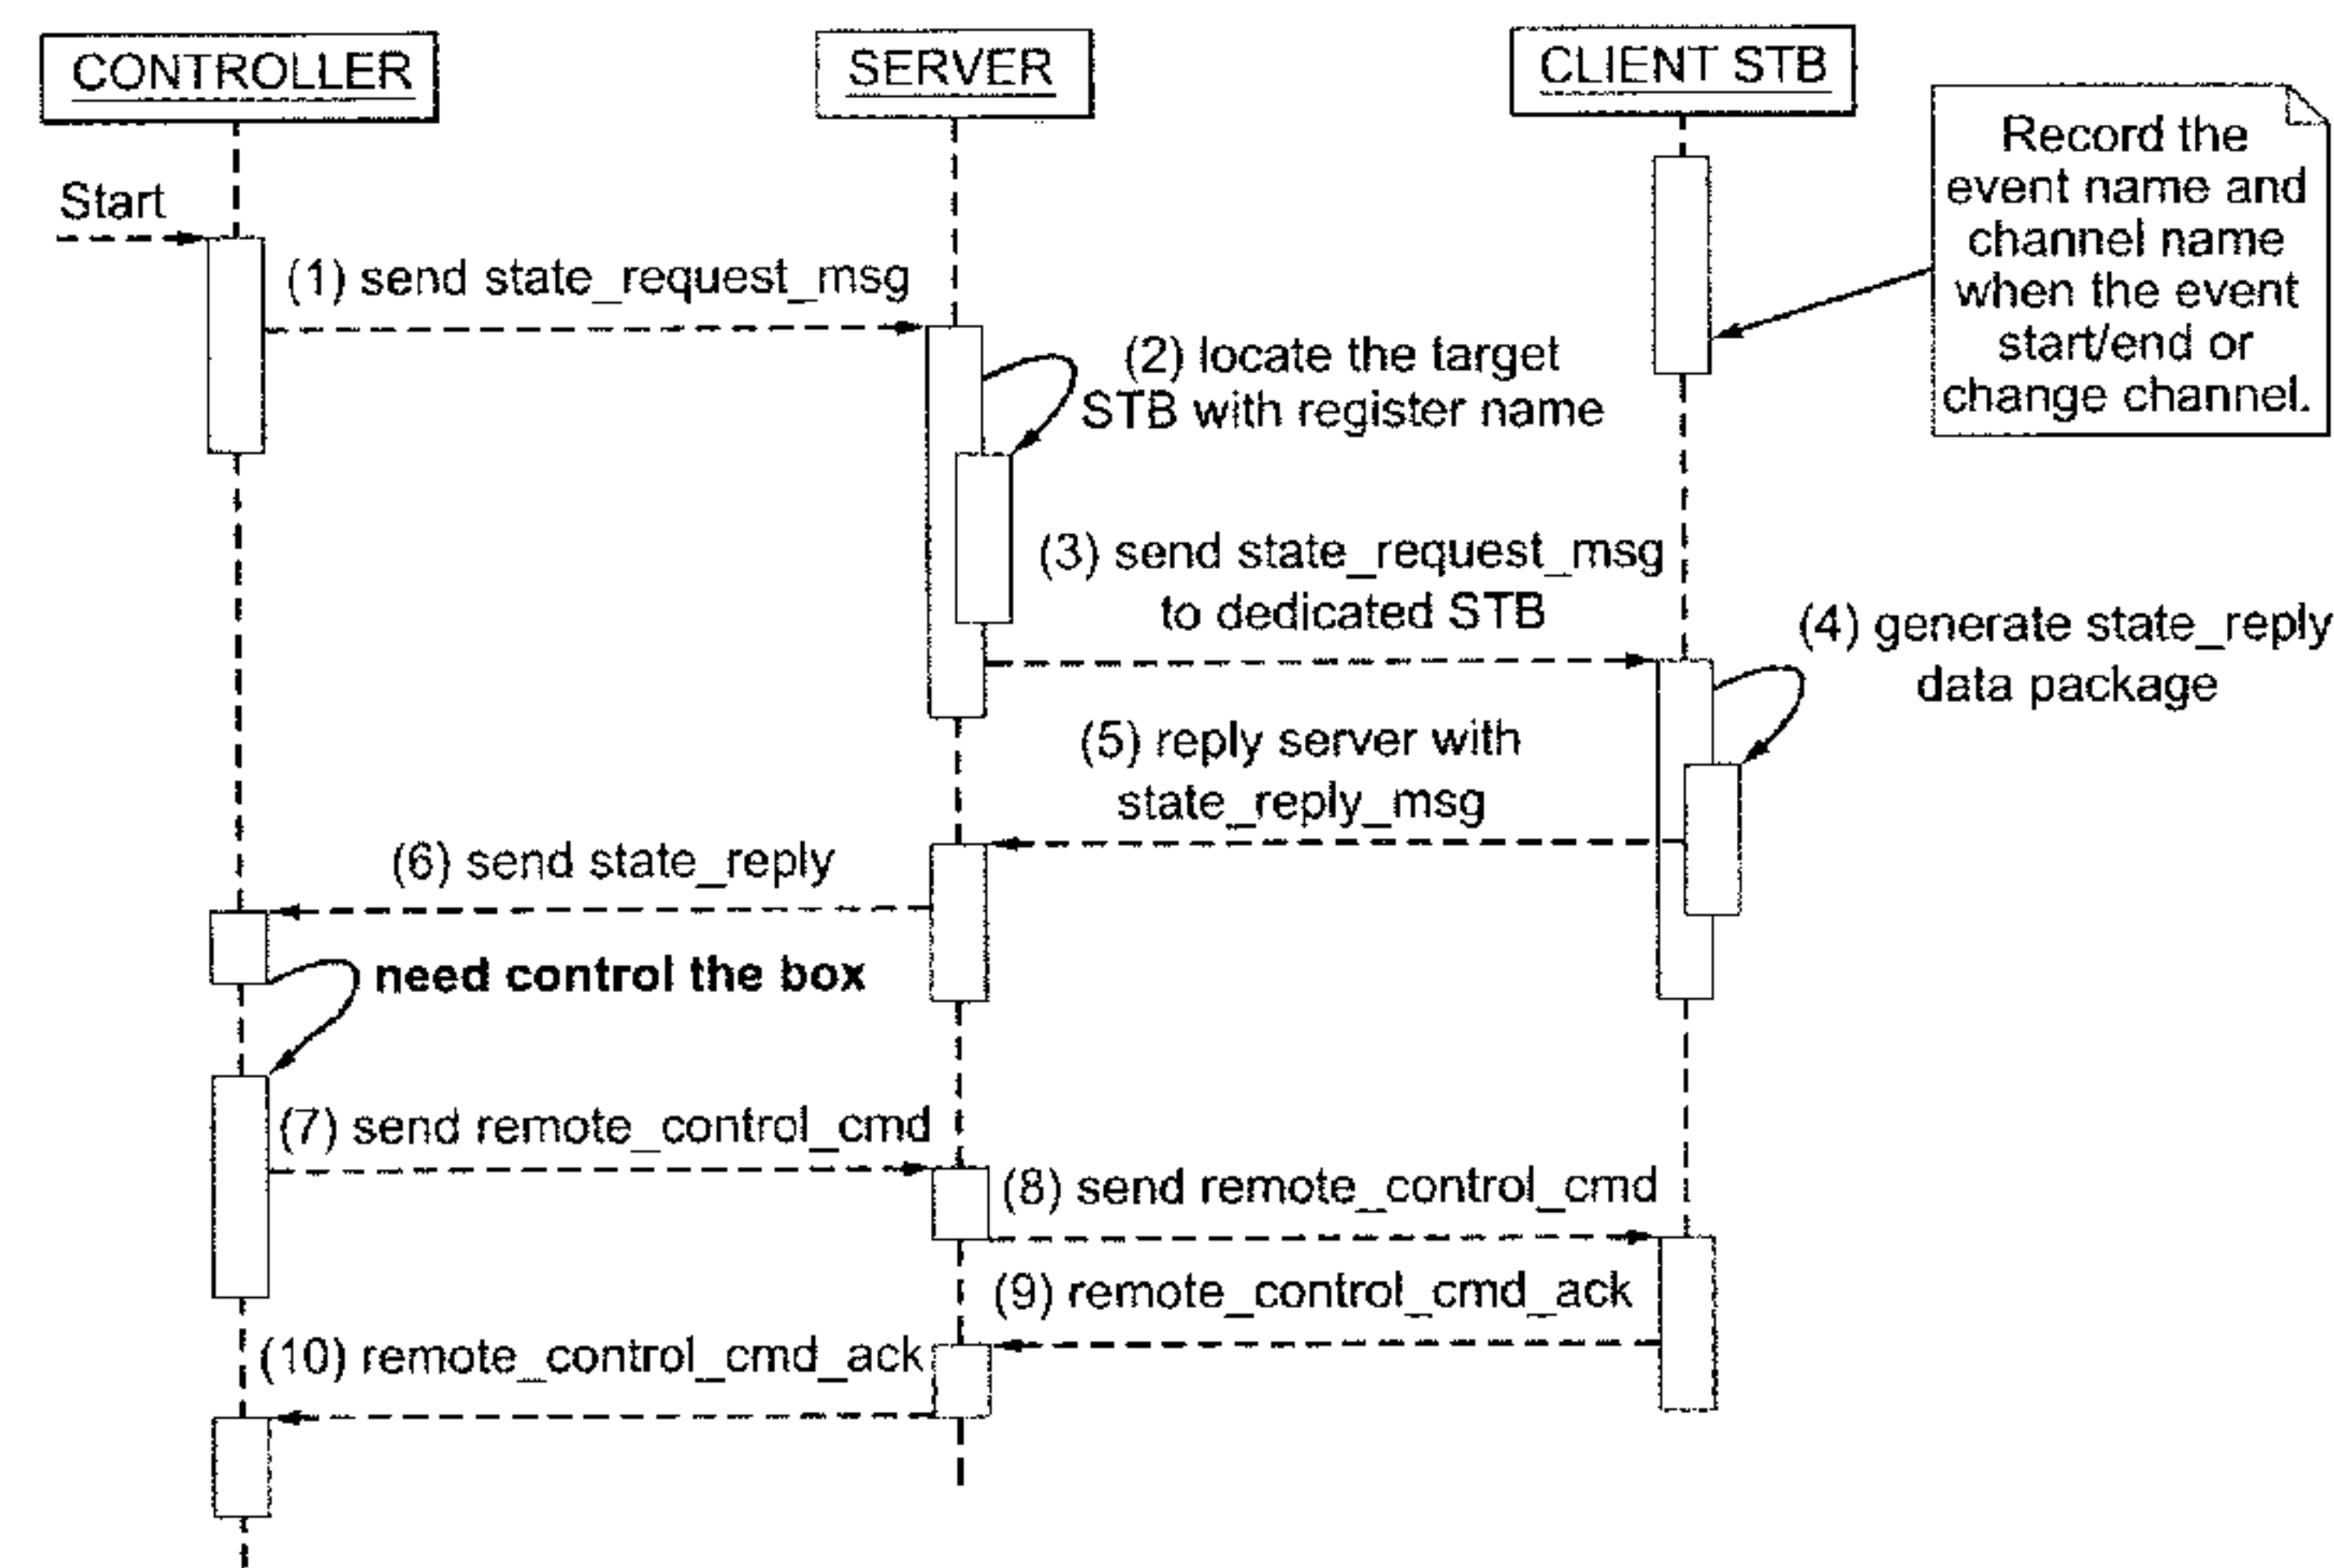 CONTROLLER
SERVER
CLIENT STB
Record the
event name and
channel name
when the event
start/end or
change channel.
Start
(1) send state_request_msg
(2) locate the target
STB with register name
(3) send state_request_msg
to dedicated STB
(4) generate state_reply
data package
(5) reply server with
state_reply_msg
(6) send state_reply
need control the box
(7) send remote_control_cmd
(8) send remote_control_cmd
(9) remote_control_cmd_ack
(10) remote_control_cmd_ack